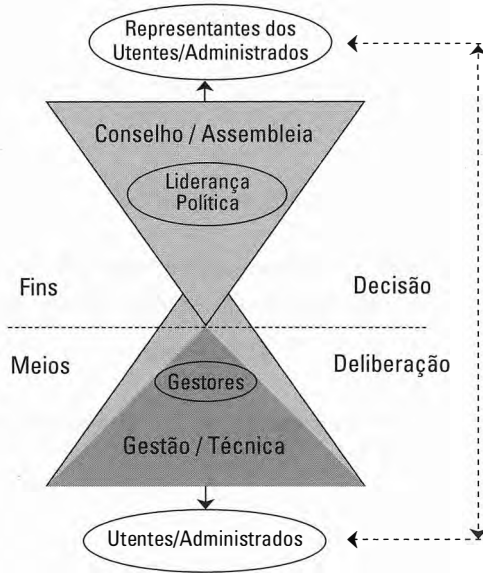 Representantes dos
Utentes/Administrados
Conselho / Assembleia
Liderança
Política
Fins
Decisão
Meios
Deliberação
Gestores
Gestão / Técnica
Utentes/Administrados